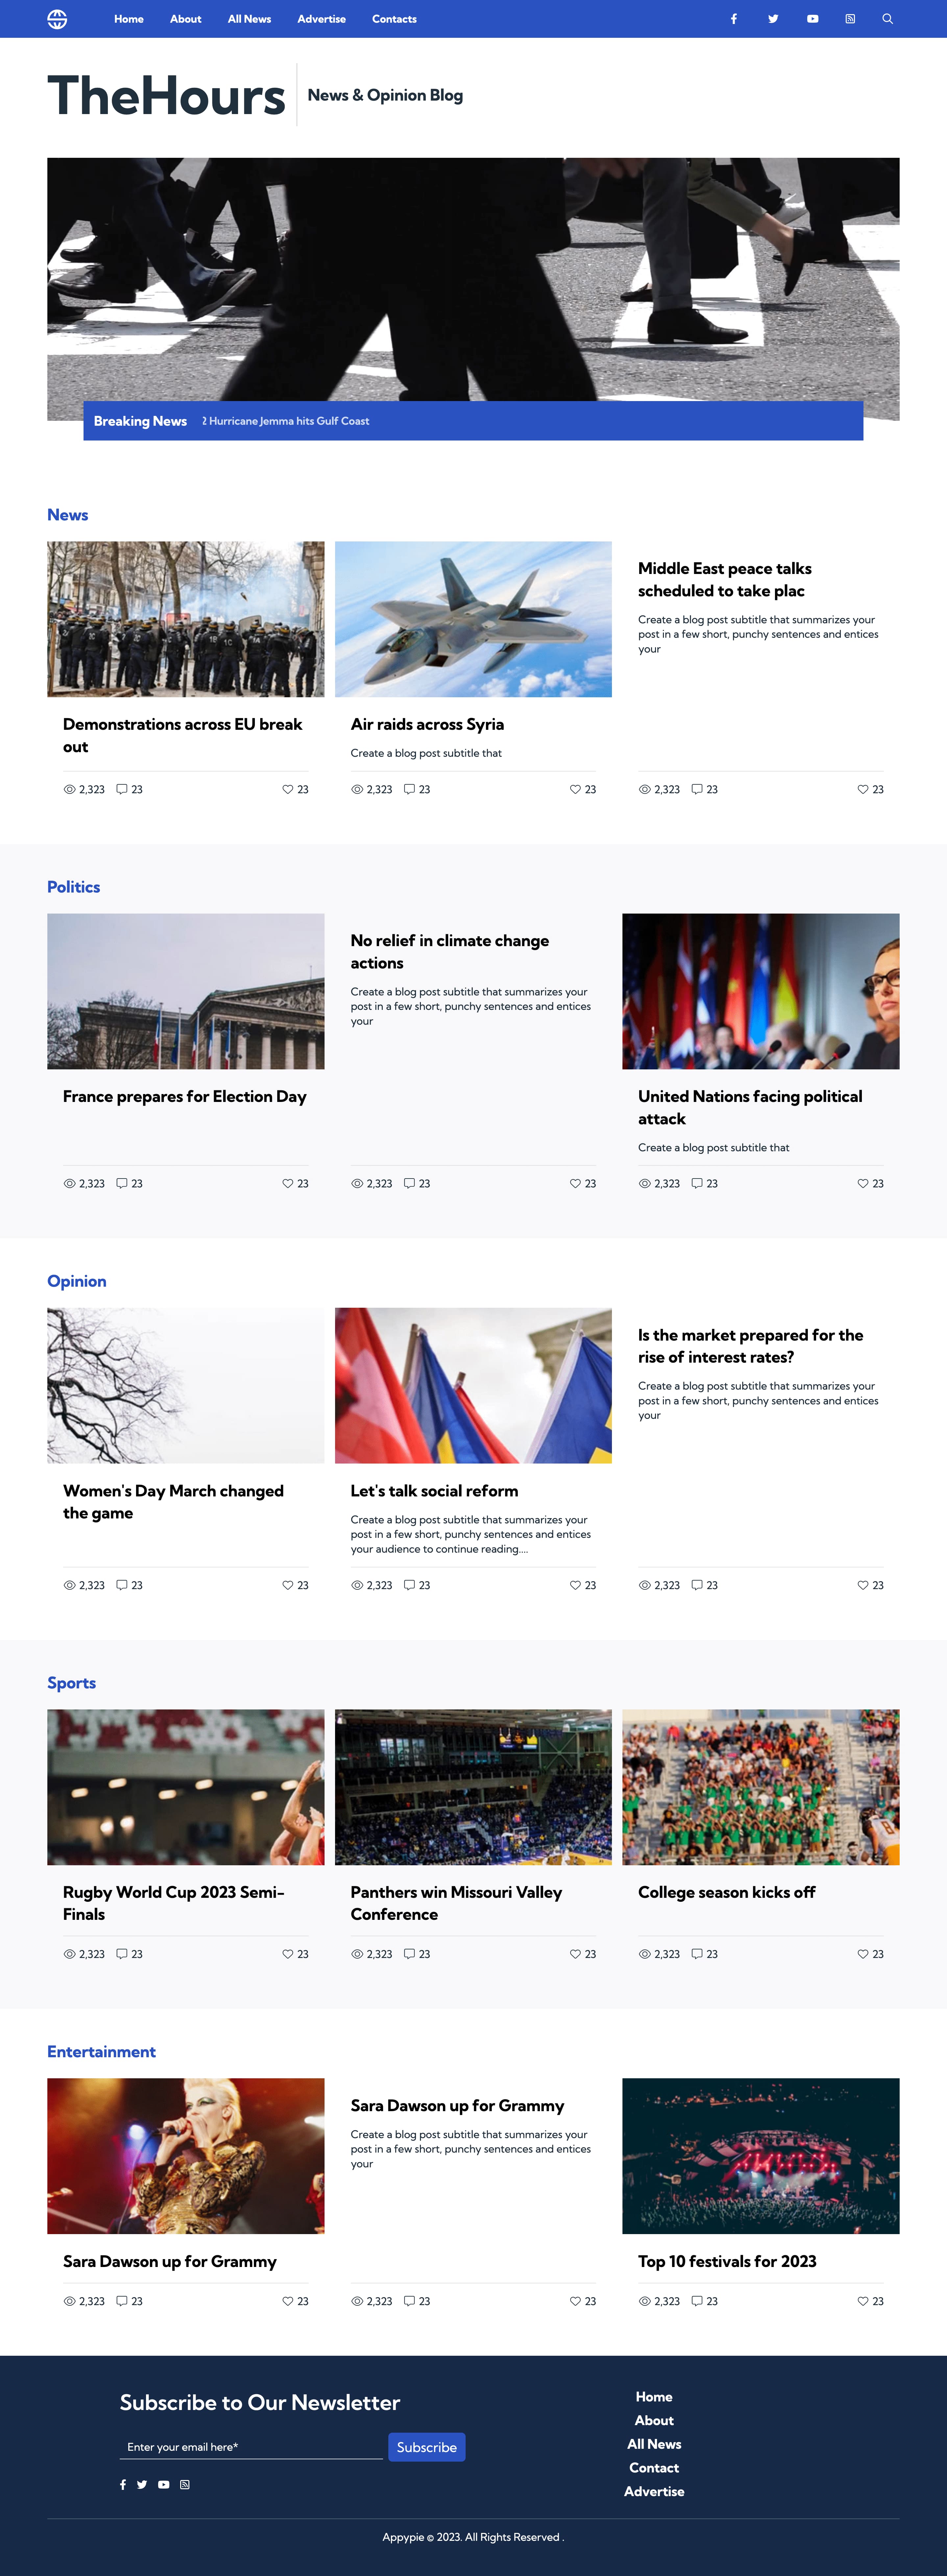 Home About All News Advertise Contacts
TheHours
News & Opinion Blog
Breaking News 2 Hurricane Jemma hits Gulf Coast
News
Demonstrations across EU break
out
2,323 23 23
Air raids across Syria
Create a blog post subtitle that
2,323 23 23
Middle East peace talks
scheduled to take plac
Create a blog post subtitle that summarizes your
post in a few short, punchy sentences and entices
your
2,323 23 23
Politics
France prepares for Election Day
2,323 23 23
No relief in climate change
actions
Create a blog post subtitle that summarizes your
post in a few short, punchy sentences and entices
your
2,323 23 23
United Nations facing political
attack
Create a blog post subtitle that
2,323 23 23
Opinion
Women's Day March changed
the game
2,323 23 23
Let's talk social reform
Create a blog post subtitle that summarizes your
post in a few short, punchy sentences and entices
your audience to continue reading....
2,323 23 23
Is the market prepared for the
rise of interest rates?
Create a blog post subtitle that summarizes your
post in a few short, punchy sentences and entices
your
2,323 23 23
Sports
Rugby World Cup 2023 Semi-
Finals
2,323 23 23
Panthers win Missouri Valley
Conference
2,323 23 23
College season kicks off
2,323 23 23
Entertainment
Sara Dawson up for Grammy
2,323 23 23
Sara Dawson up for Grammy
Create a blog post subtitle that summarizes your
post in a few short, punchy sentences and entices
your
2,323 23 23
Top 10 festivals for 2023
2,323 23 23
Subscribe to Our Newsletter
Enter your email here*
Subscribe
Home
About
All News
Contact
Advertise
Appypie © 2023. All Rights Reserved .